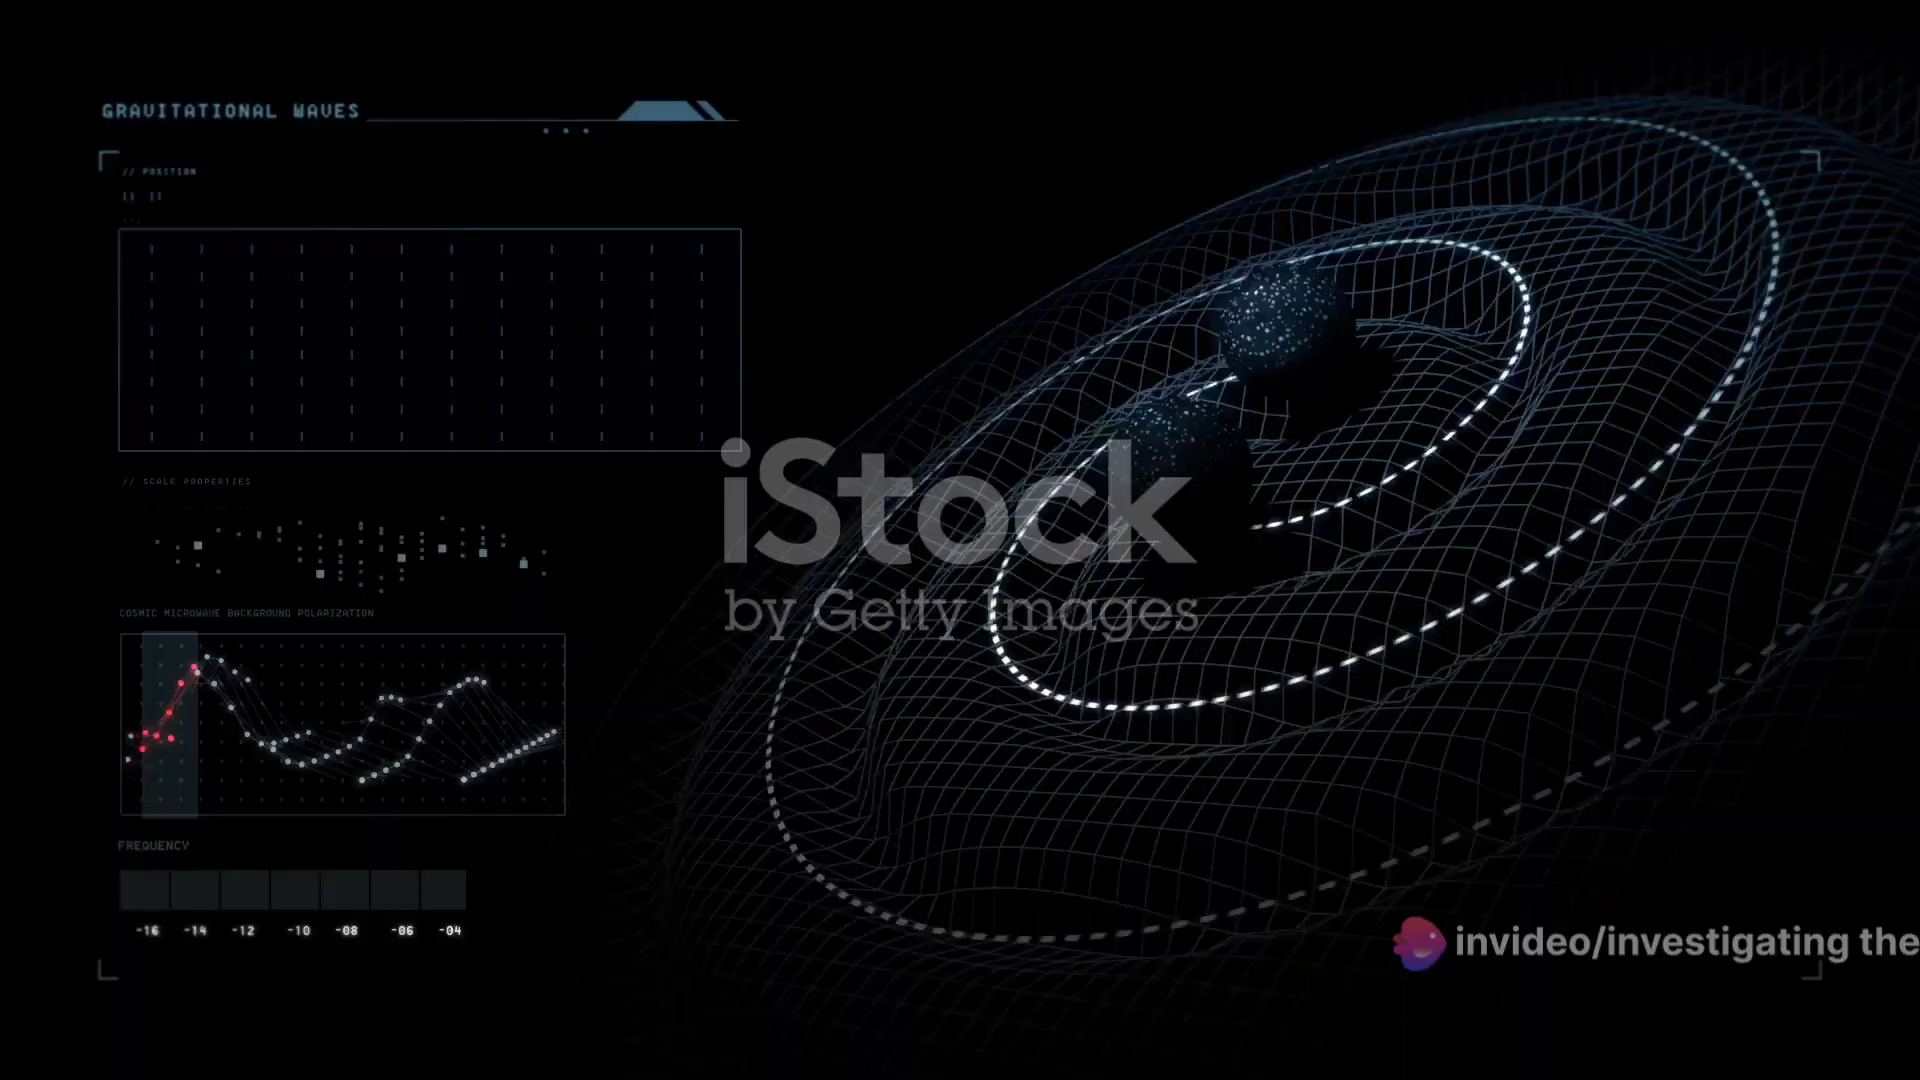 GRAVITATIONAL WAVES
// POSITION
// SCALE PROPERTIES
iStock
by Getty Images
COSMIC MICROWAVE BACKGROUND POLARIZATION
FREQUENCY
-16 -14 -12 -10 -08 -06 -04
invideo/investigating the